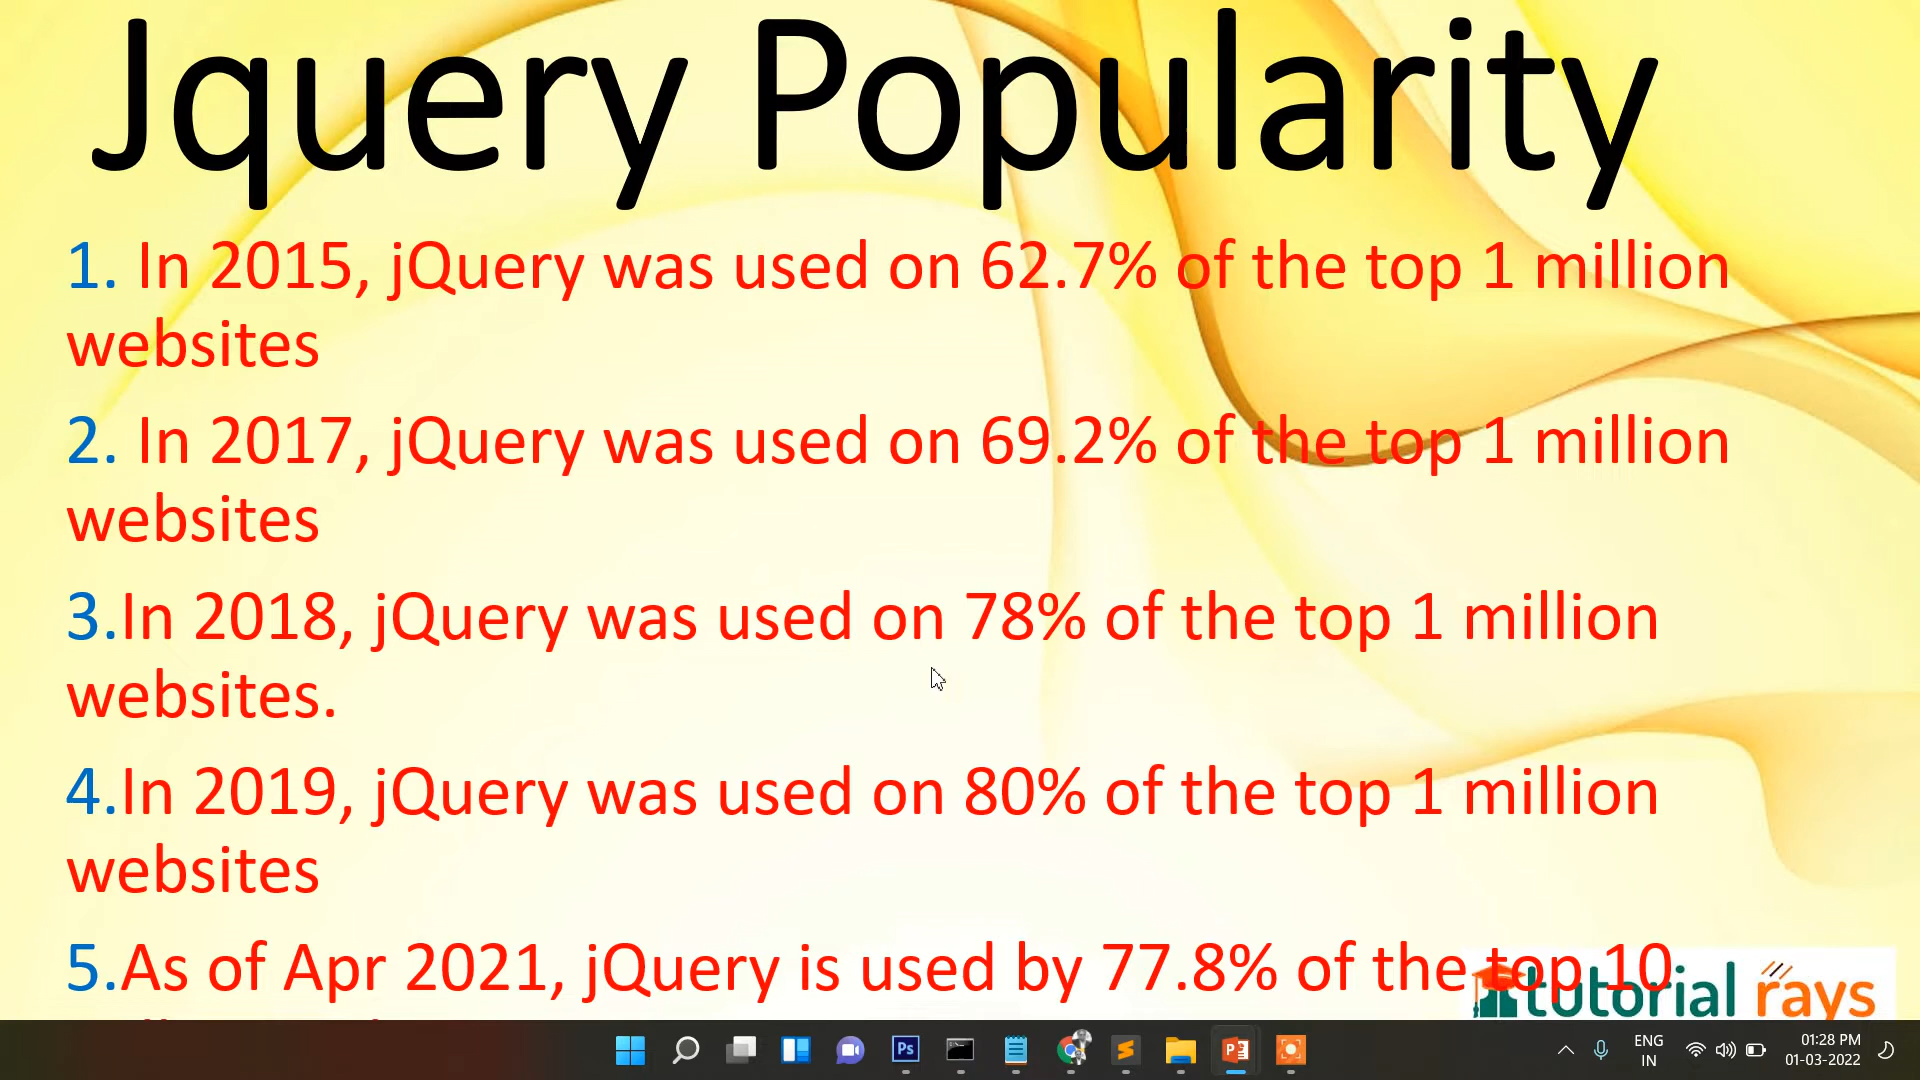 Jquery Popularity
1. In 2015, jQuery was used on 62.7% of the top 1 million
websites
2. In 2017, jQuery was used on 69.2% of the top 1 million
websites
3.In 2018, jQuery was used on 78% of the top 1 million
websites.
4.In 2019, jQuery was used on 80% of the top 1 million
websites
5.As of Apr 2021, jQuery is used by 77.8% of the top 10
tutorial rays
Ps
ENG
IN
01:28 PM
01-03-2022